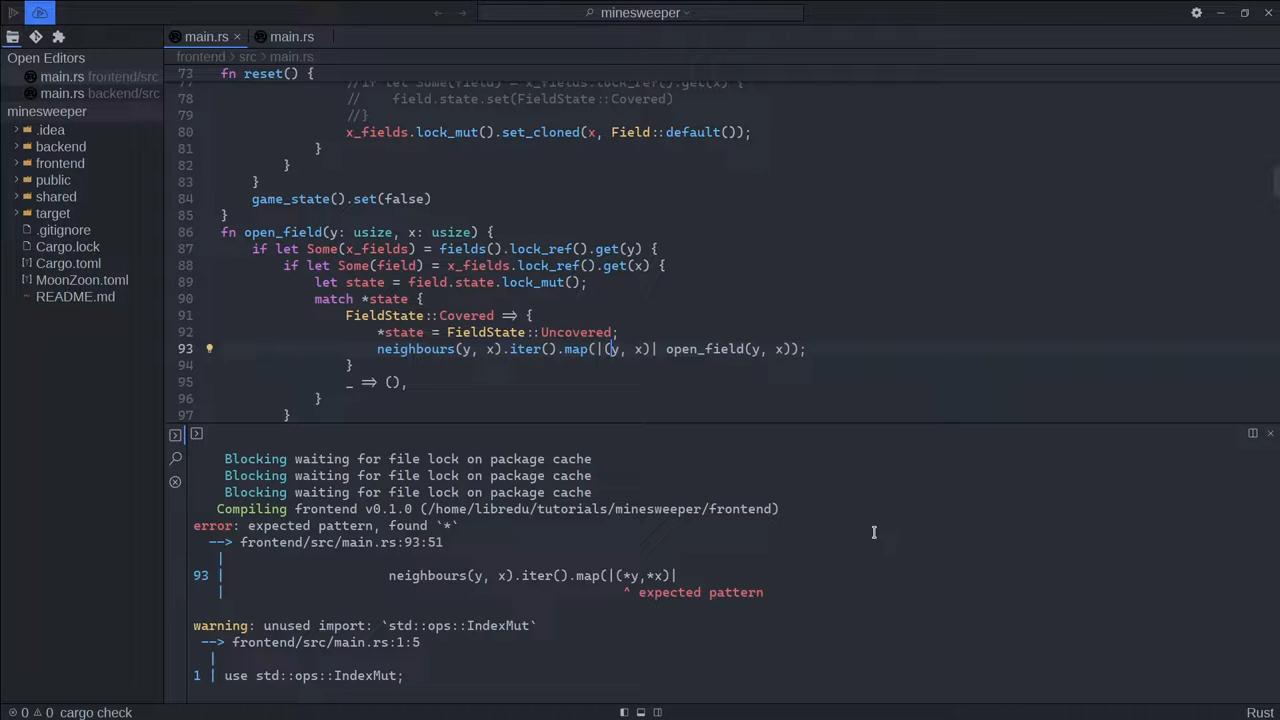 minesweeper
main.rs
main.rs
Open Editors
main.rs frontend/src
main.rs backend/src
minesweeper
.idea
backend
frontend
public
shared
target
.gitignore
Cargo.lock
Cargo.toml
MoonZoon.toml
README.md
frontend > src > main.rs
73 fn reset() {
77 //if let Some(field) = x_fields.lock_ref().get(x) {
78 //    field.state.set(FieldState::Covered)
79 //}
80 x_fields.lock_mut().set_cloned(x, Field::default());
81 }
82 }
83 }
84 game_state().set(false)
85 }
86 fn open_field(y: usize, x: usize) {
87 if let Some(x_fields) = fields().lock_ref().get(y) {
88 if let Some(field) = x_fields.lock_ref().get(x) {
89 let state = field.state.lock_mut();
90 match *state {
91 FieldState::Covered => {
92 *state = FieldState::Uncovered;
93 neighbours(y, x).iter().map(|(y, x)| open_field(y, x));
94 }
95 _ => (),
96 }
97 }
Blocking waiting for file lock on package cache
Blocking waiting for file lock on package cache
Blocking waiting for file lock on package cache
Compiling frontend v0.1.0 (/home/libredu/tutorials/minesweeper/frontend)
error: expected pattern, found `*`
--> frontend/src/main.rs:93:51
|
93 | neighbours(y, x).iter().map(|(*y,*x)|
| ^ expected pattern
warning: unused import: `std::ops::IndexMut`
--> frontend/src/main.rs:1:5
|
1 | use std::ops::IndexMut;
0 0 cargo check
Rust